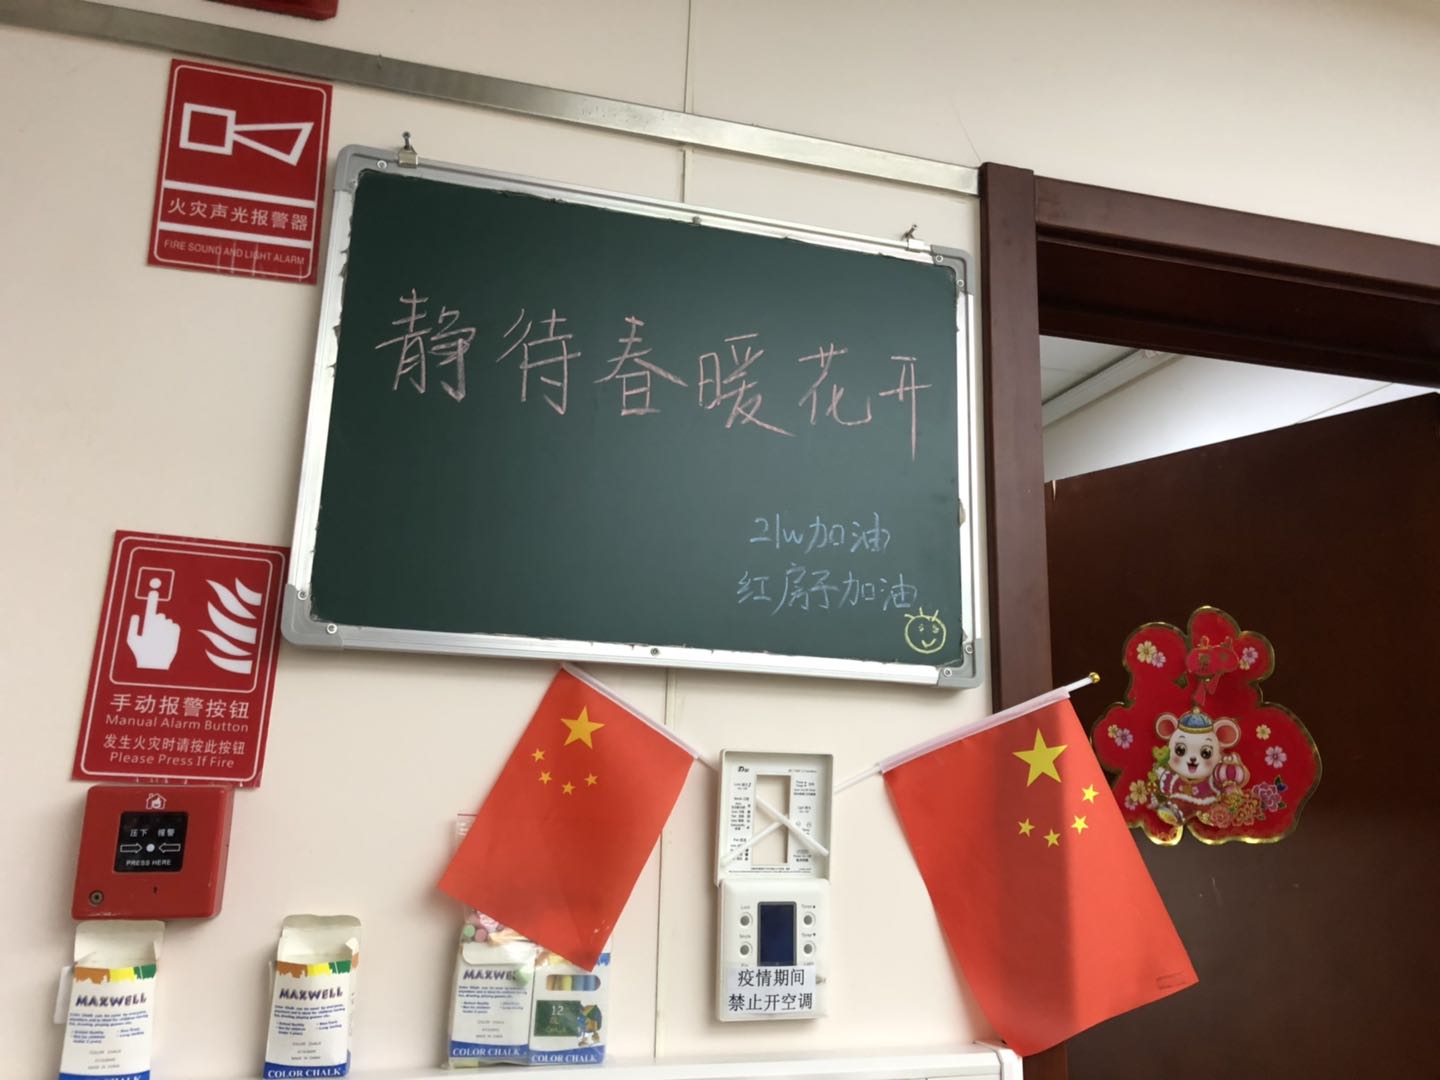 火灾声光报警器
FIRE SOUND AND LIGHT ALARM
静待春暖花开
21w加油
红房子加油
手动报警按钮
Manual Alarm Button
发生火灾时请按此按钮
Please Press If Fire
压下 报警
PRESS HERE
疫情期间
禁止开空调
MAXWELL
COLOR CHALK
MAXWELL
COLOR CHALK
COLOR CHALK
MAXWE
12
COLOR CHALK
COLOR CHALK